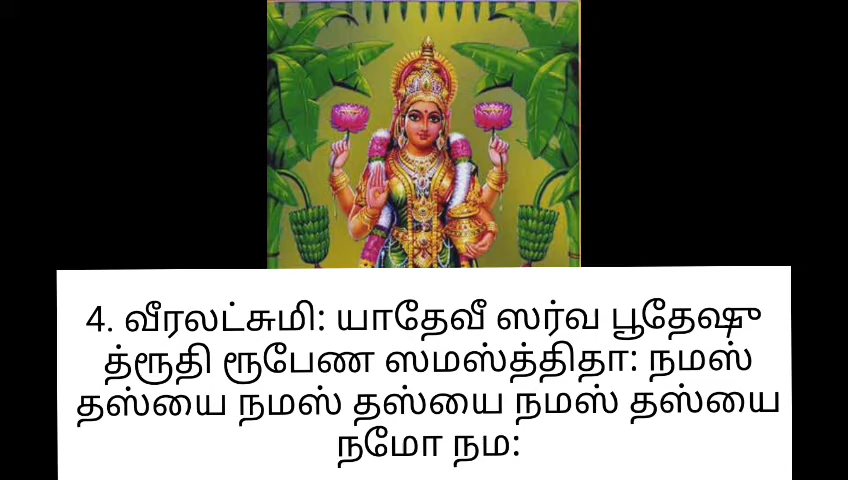 4. வீரலட்சுமி: யாதேவீ ஸர்வ பூதேஷு
த்ரூதி ரூபேண ஸமஸ்த்திதா: நமஸ்
தஸ்யை நமஸ் தஸ்யை நமஸ் தஸ்யை
நமோ நம: